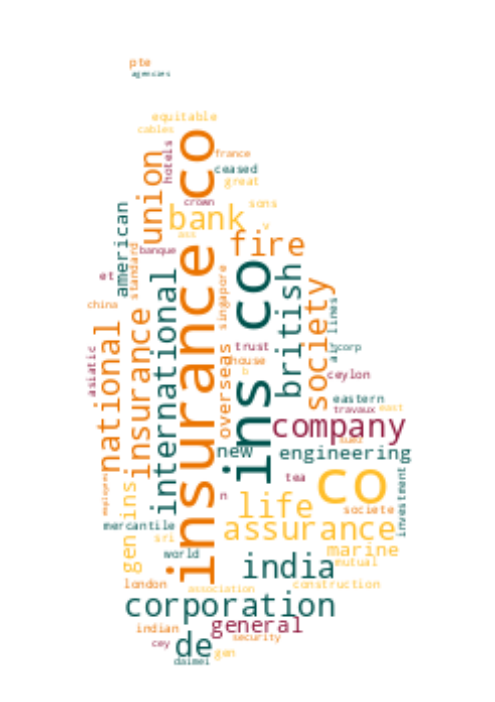 pte
agencies
equitable
cables
insurance co
union
hotels
france
ceased
great
crown
sons
bank
american
v
fire
banque
standard
et
ins co
british
singapore
international
society
china
national
insurance
lines
air
corp
trust
house
overseas
asiatic
b
ceylon
eastern
travaux
east
company
new
engineering
tea
co
n
investment
life
societe
gen ins
mercantile
assurance
sri
world
marine
mutual
india
london
association
construction
corporation
general
indian
security
cey
de
gen